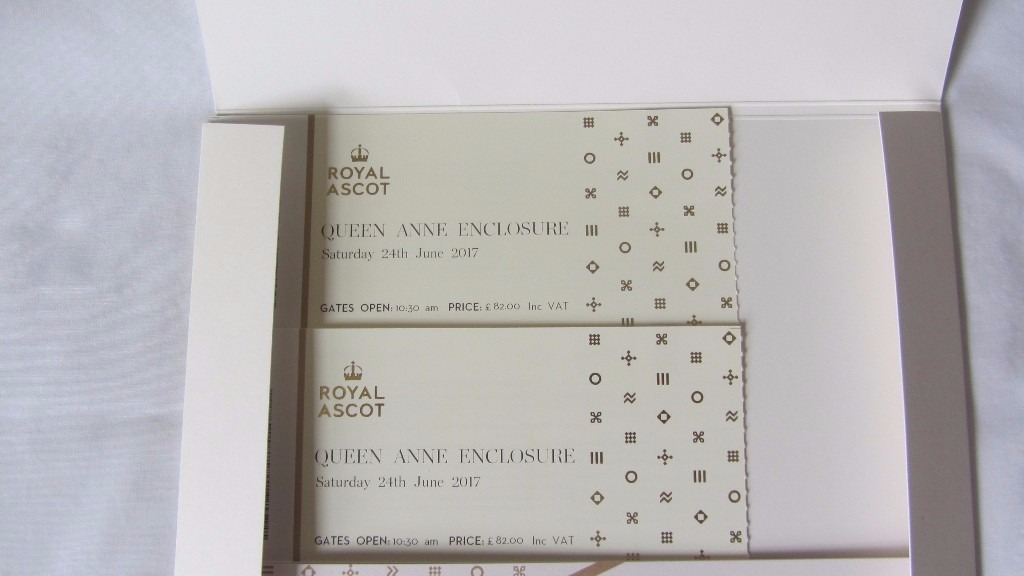 ROYAL
ASCOT
QUEEN ANNE ENCLOSURE
Saturday 24th June 2017
GATES OPEN: 10:30 am PRICE: £82.00 Inc VAT
ROYAL
ASCOT
QUEEN ANNE ENCLOSURE
Saturday 24th June 2017
GATES OPEN: 10:30 am PRICE: £82.00 Inc VAT